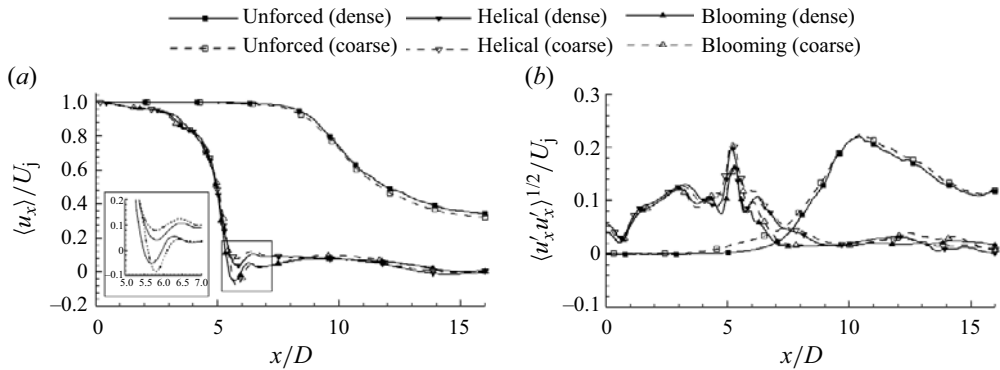 Unforced (dense) Helical (dense) Blooming (dense)
Unforced (coarse) Helical (coarse) Blooming (coarse)
(a)
1.0
0.8
0.6
0.4
0.2
0
−0.2
⟨u_x⟩/U_j
0.2
0.1
0
−0.1
5.0 5.5 6.0 6.5 7.0
0 5 10 15
x/D
(b)
0.4
0.3
0.2
0.1
0
−0.1
⟨u′_x u′_x⟩^{1/2}/U_j
0 5 10 15
x/D